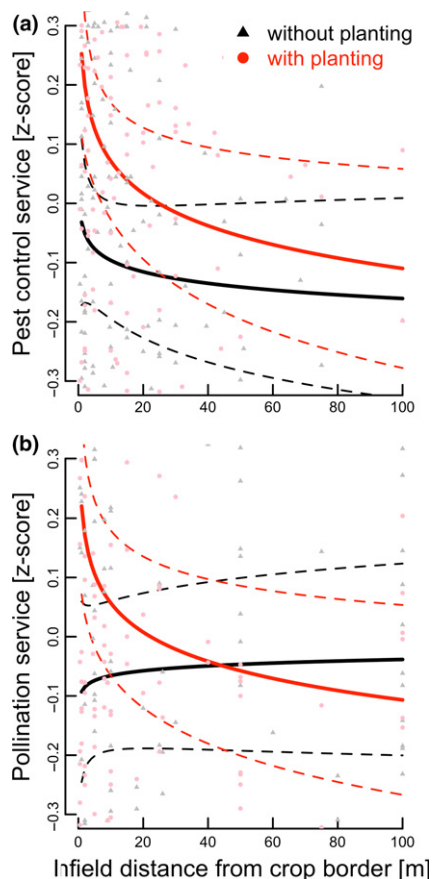 (a)
▲ without planting
● with planting
Pest control service [z-score]
0.3
0.2
0.1
0.0
−0.1
−0.2
−0.3
0 20 40 60 80 100
(b)
Pollination service [z-score]
0.3
0.2
0.1
0.0
−0.1
−0.2
−0.3
0 20 40 60 80 100
Infield distance from crop border [m]